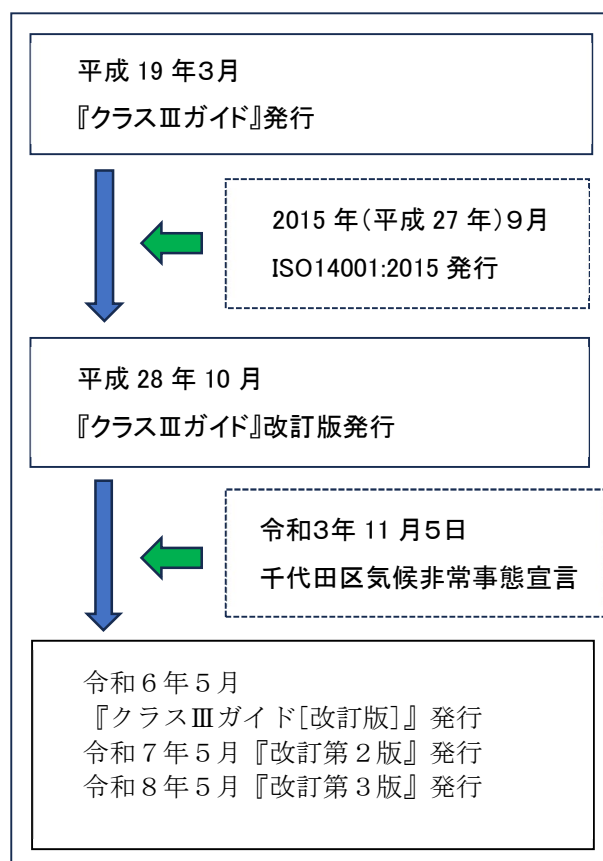 平成 19 年３月
『クラスⅢガイド』発行
2015 年（平成 27 年）９月
ISO14001:2015 発行
平成 28 年 10 月
『クラスⅢガイド』改訂版発行
令和３年 11 月５日
千代田区気候非常事態宣言
令和６年５月
『クラスⅢガイド[改訂版]』発行
令和７年５月『改訂第２版』発行
令和８年５月『改訂第３版』発行